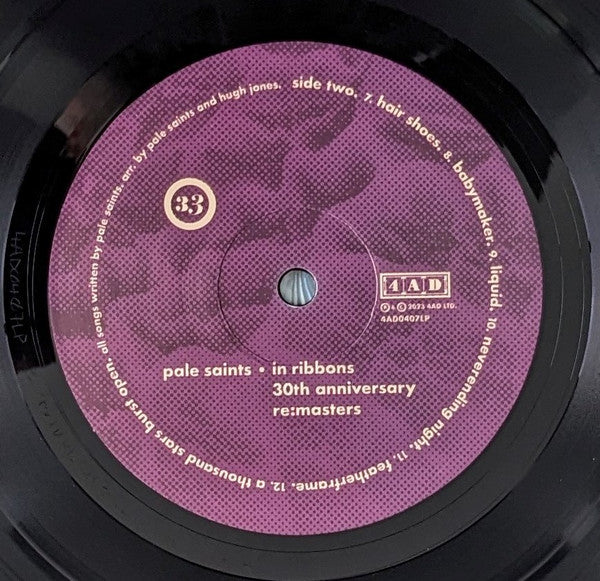 side two. 7. hair shoes. 8. babymaker. 9. liquid. 10. neverending night. 11. featherframe. 12. a thousand stars burst open. all songs written by pale saints. arr. by pale saints and hugh jones.
33
4AD
℗ & © 2023 4AD LTD.
4AD0407LP
pale saints • in ribbons
30th anniversary
re:masters
4AD0407LP